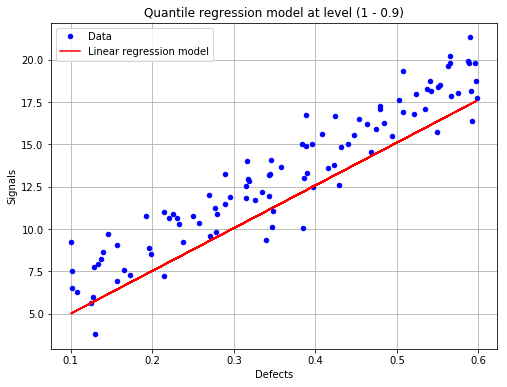 Quantile regression model at level (1 - 0.9)
Data
Linear regression model
Signals
20.0
17.5
15.0
12.5
10.0
7.5
5.0
0.1 0.2 0.3 0.4 0.5 0.6
Defects